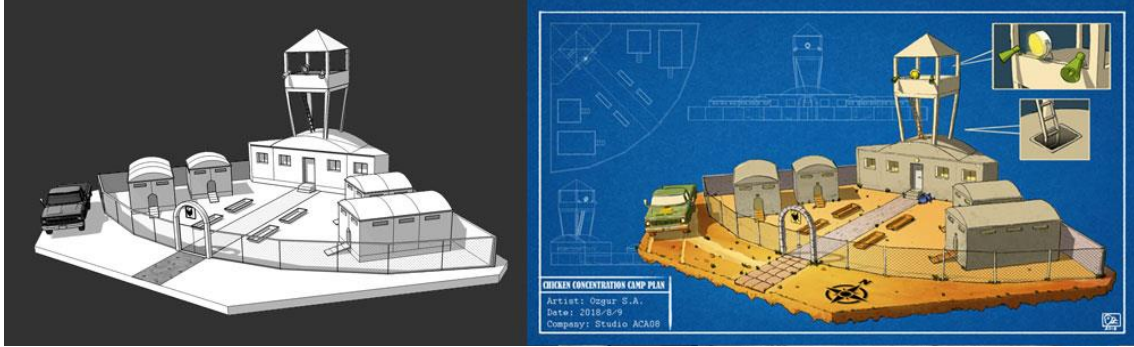 CHICKEN CONCENTRATION CAMP PLAN
Artist: Ozgur S.A.
Date: 2018/8/9
Company: Studio ACA08